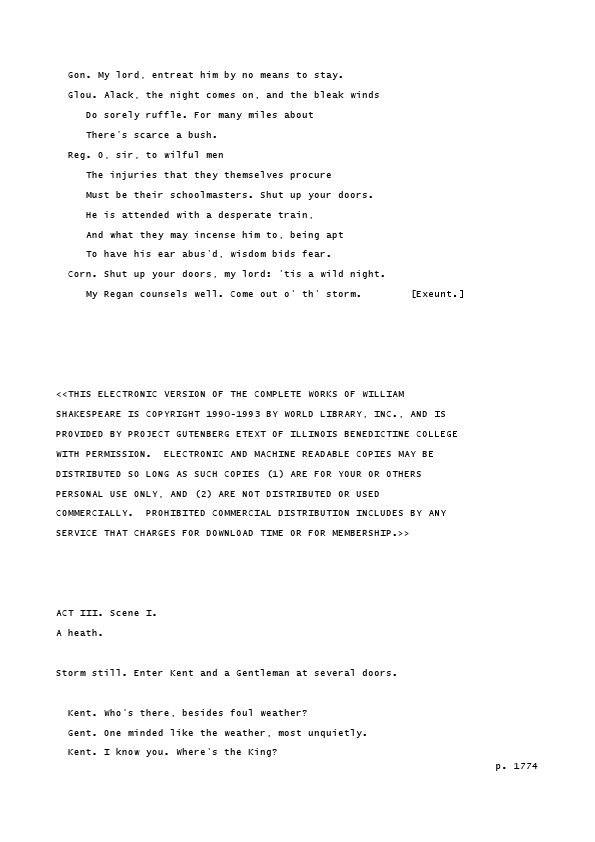 Gon. My lord, entreat him by no means to stay.
Glou. Alack, the night comes on, and the bleak winds
Do sorely ruffle. For many miles about
There's scarce a bush.
Reg. O, sir, to wilful men
The injuries that they themselves procure
Must be their schoolmasters. Shut up your doors.
He is attended with a desperate train,
And what they may incense him to, being apt
To have his ear abus'd, wisdom bids fear.
Corn. Shut up your doors, my lord: 'tis a wild night.
My Regan counsels well. Come out o' th' storm. [Exeunt.]
<<THIS ELECTRONIC VERSION OF THE COMPLETE WORKS OF WILLIAM
SHAKESPEARE IS COPYRIGHT 1990-1993 BY WORLD LIBRARY, INC., AND IS
PROVIDED BY PROJECT GUTENBERG ETEXT OF ILLINOIS BENEDICTINE COLLEGE
WITH PERMISSION. ELECTRONIC AND MACHINE READABLE COPIES MAY BE
DISTRIBUTED SO LONG AS SUCH COPIES (1) ARE FOR YOUR OR OTHERS
PERSONAL USE ONLY, AND (2) ARE NOT DISTRIBUTED OR USED
COMMERCIALLY. PROHIBITED COMMERCIAL DISTRIBUTION INCLUDES BY ANY
SERVICE THAT CHARGES FOR DOWNLOAD TIME OR FOR MEMBERSHIP.>>
ACT III. Scene I.
A heath.
Storm still. Enter Kent and a Gentleman at several doors.
Kent. Who's there, besides foul weather?
Gent. One minded like the weather, most unquietly.
Kent. I know you. Where's the King?
p. 1774